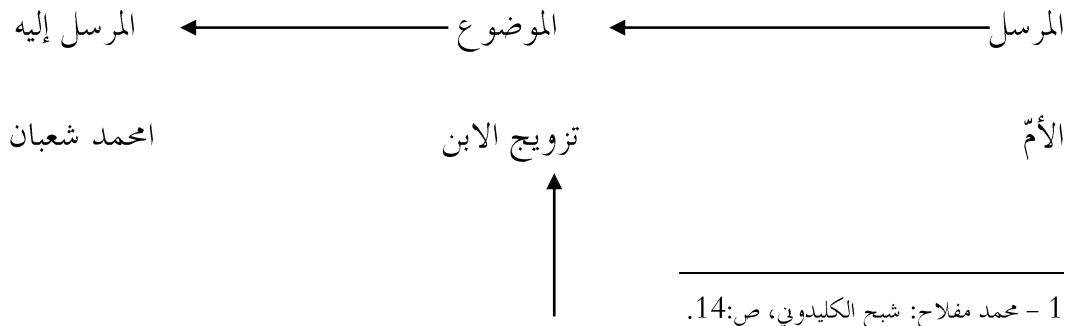 المرسل الموضوع المرسل إليه
الأمّ تزويج الابن امحمد شعبان
1 – محمد مفلاح: شبح الكليدوني، ص:14.